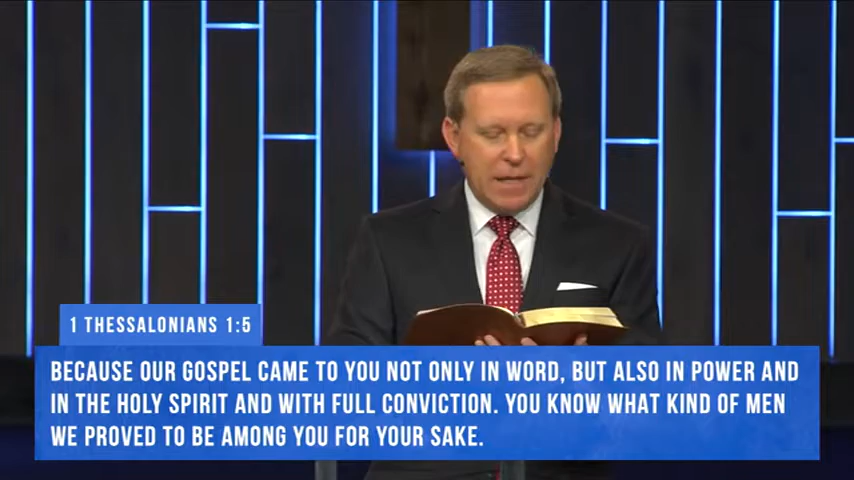 1 THESSALONIANS 1:5
BECAUSE OUR GOSPEL CAME TO YOU NOT ONLY IN WORD, BUT ALSO IN POWER AND
IN THE HOLY SPIRIT AND WITH FULL CONVICTION. YOU KNOW WHAT KIND OF MEN
WE PROVED TO BE AMONG YOU FOR YOUR SAKE.